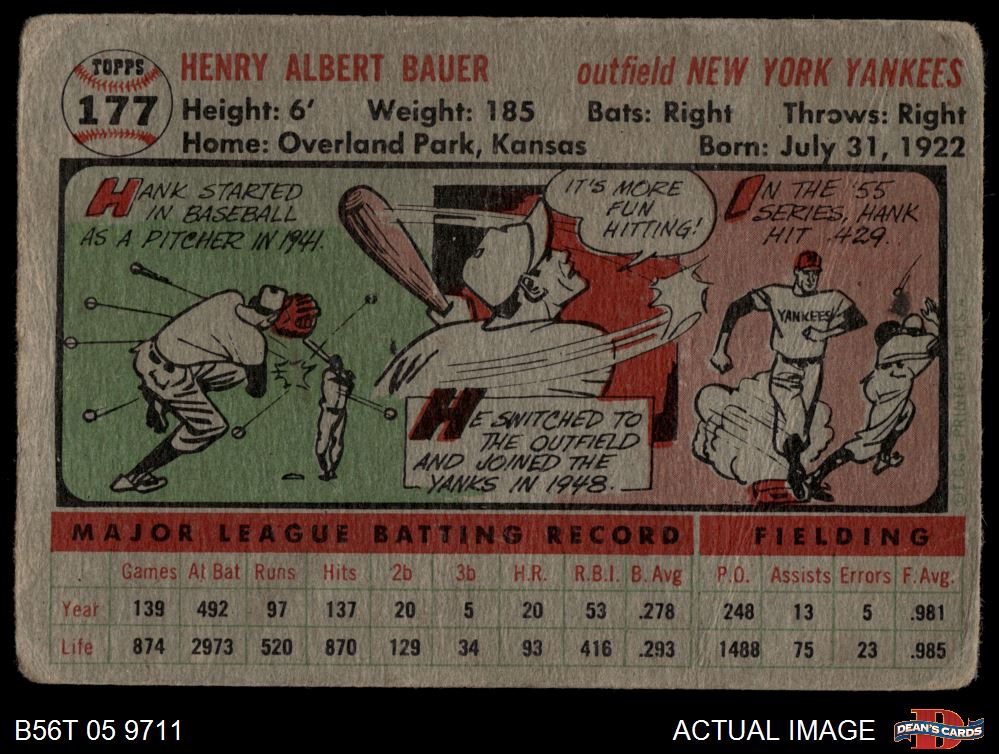 TOPPS
177
HENRY ALBERT BAUER outfield NEW YORK YANKEES
Height: 6' Weight: 185 Bats: Right Throws: Right
Home: Overland Park, Kansas Born: July 31, 1922
HANK STARTED
IN BASEBALL
AS A PITCHER IN 1941.
IT'S MORE
FUN
HITTING!
HE SWITCHED TO
THE OUTFIELD
AND JOINED THE
YANKS IN 1948.
IN THE '55
SERIES, HANK
HIT .429.
YANKEES
MAJOR LEAGUE BATTING RECORD FIELDING
Games At Bat Runs Hits 2b 3b H.R. R.B.I. B. Avg P.O. Assists Errors F. Avg.
Year 139 492 97 137 20 5 20 53 .278 248 13 5 .981
Life 874 2973 520 870 129 34 93 416 .293 1488 75 23 .985
B56T 05 9711
ACTUAL IMAGE
DEAN'S CARDS